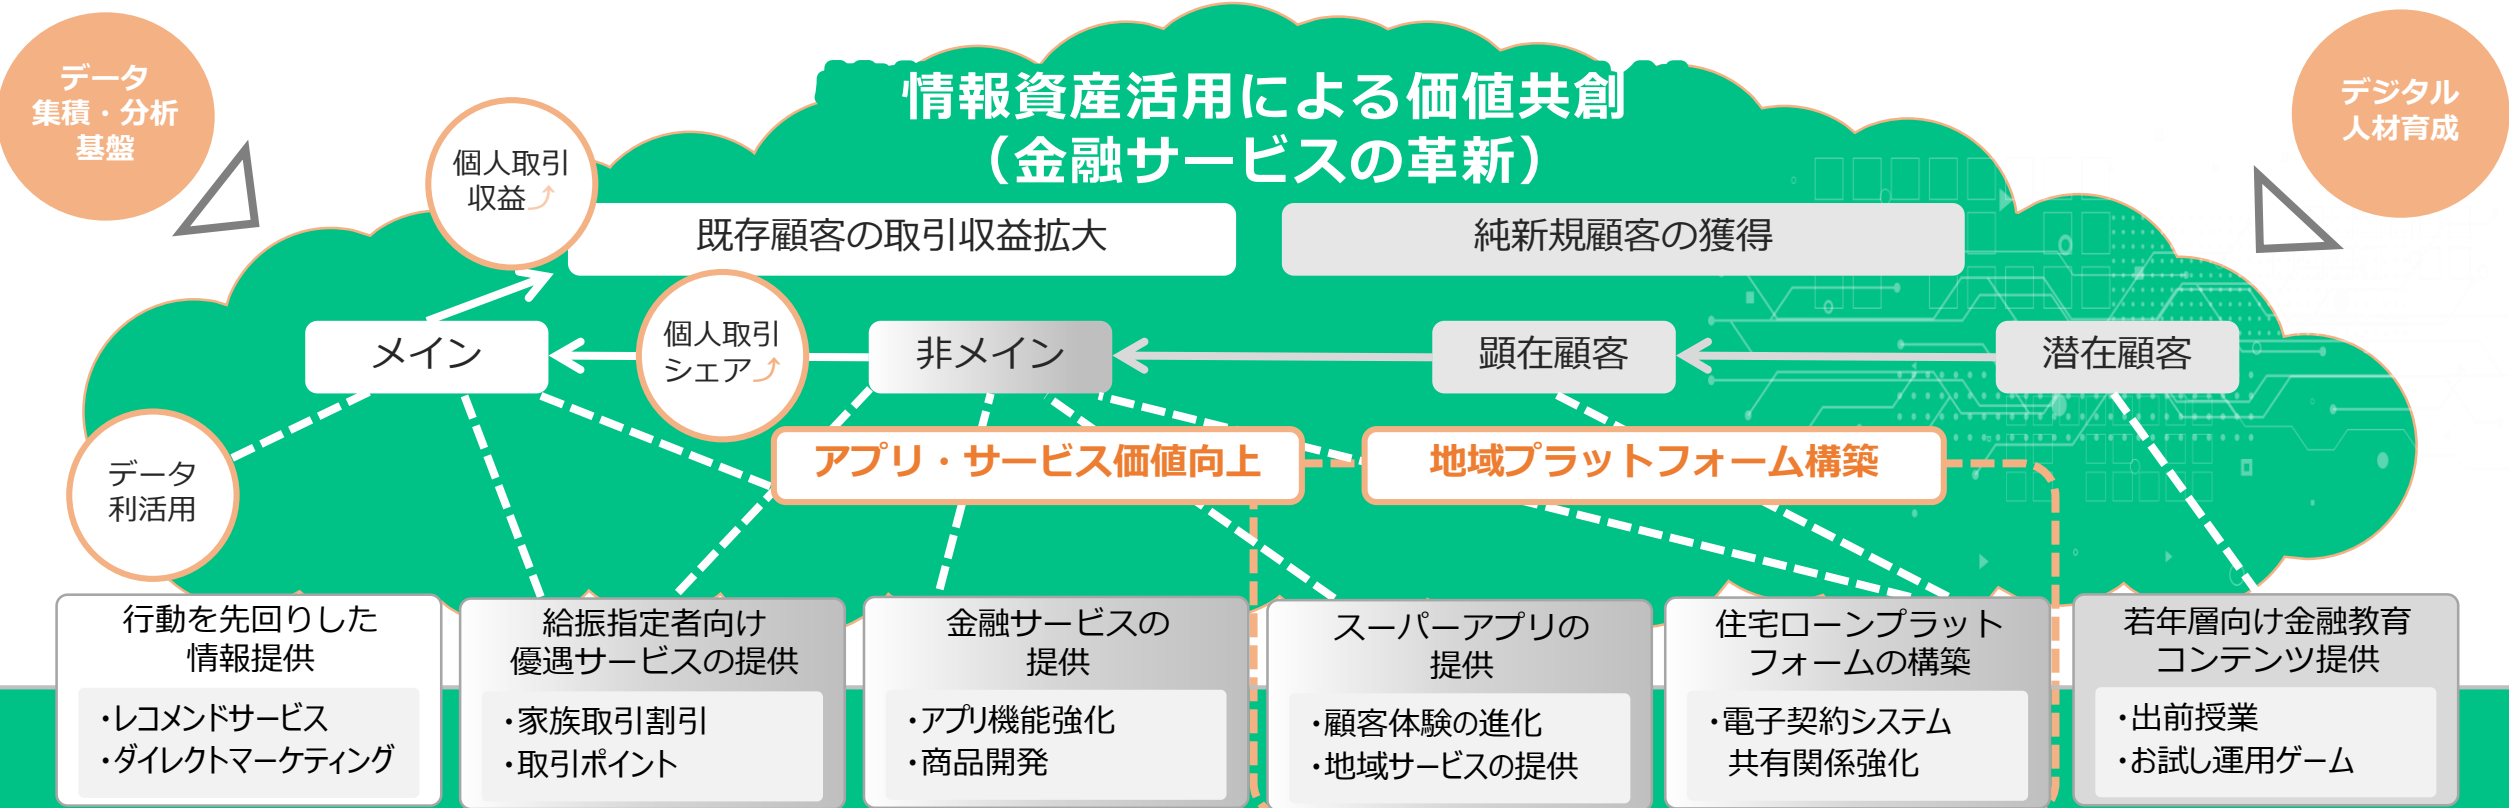 データ
集積・分析
基盤
デジタル
人材育成
情報資産活用による価値共創
（金融サービスの革新）
個人取引
収益
既存顧客の取引収益拡大
純新規顧客の獲得
メイン
個人取引
シェア
非メイン
顕在顧客
潜在顧客
アプリ・サービス価値向上
地域プラットフォーム構築
データ
利活用
行動を先回りした
情報提供
・レコメンドサービス
・ダイレクトマーケティング
給振指定者向け
優遇サービスの提供
・家族取引割引
・取引ポイント
金融サービスの
提供
・アプリ機能強化
・商品開発
スーパーアプリの
提供
・顧客体験の進化
・地域サービスの提供
住宅ローンプラット
フォームの構築
・電子契約システム
共有関係強化
若年層向け金融教育
コンテンツ提供
・出前授業
・お試し運用ゲーム